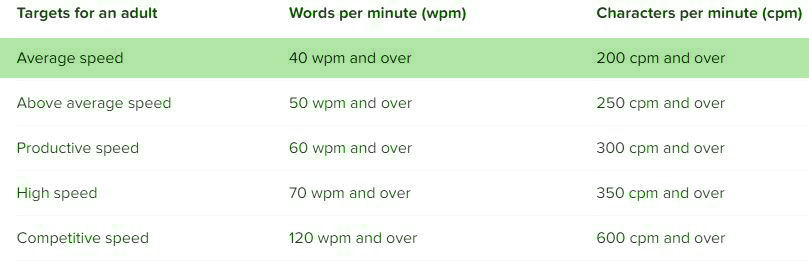 Targets for an adult Words per minute (wpm) Characters per minute (cpm)
Average speed 40 wpm and over 200 cpm and over
Above average speed 50 wpm and over 250 cpm and over
Productive speed 60 wpm and over 300 cpm and over
High speed 70 wpm and over 350 cpm and over
Competitive speed 120 wpm and over 600 cpm and over